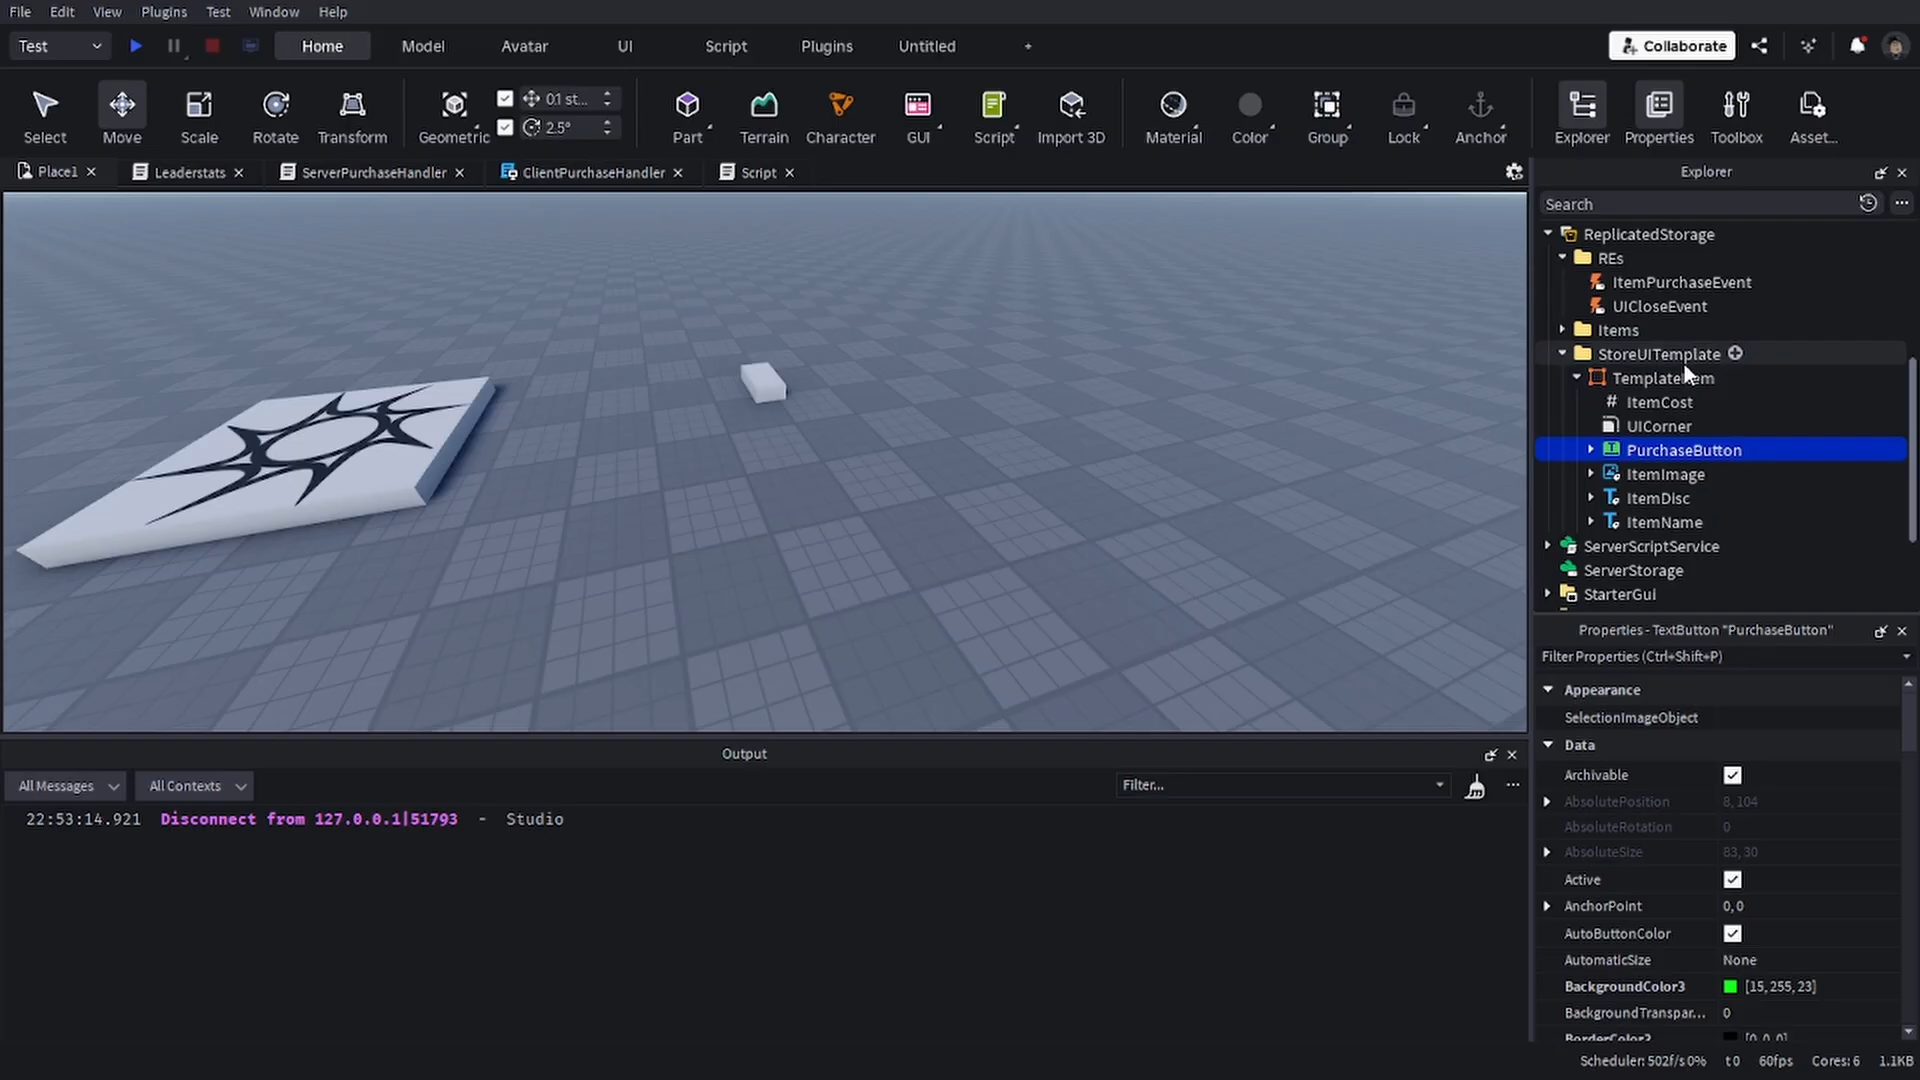 File Edit View Plugins Test Window Help
Test Home Model Avatar UI Script Plugins Untitled + Collaborate
Select Move Scale Rotate Transform Geometric 0.1 st... 2.5° Part Terrain Character GUI Script Import 3D Material Color Group Lock Anchor Explorer Properties Toolbox Asset...
Place1 Leaderstats ServerPurchaseHandler ClientPurchaseHandler Script
Explorer
Search
ReplicatedStorage
REs
ItemPurchaseEvent
UICloseEvent
Items
StoreUITemplate
TemplateItem
# ItemCost
UICorner
PurchaseButton
ItemImage
ItemDisc
ItemName
ServerScriptService
ServerStorage
StarterGui
Properties - TextButton "PurchaseButton"
Filter Properties (Ctrl+Shift+P)
Appearance
SelectionImageObject
Data
Archivable
AbsolutePosition 8, 104
AbsoluteRotation 0
AbsoluteSize 83, 30
Active
AnchorPoint 0, 0
AutoButtonColor
AutomaticSize None
BackgroundColor3 [15, 255, 23]
BackgroundTranspar... 0
BorderColor3 [0, 0, 0]
Output
All Messages All Contexts Filter... ...
22:53:14.921 Disconnect from 127.0.0.1|51793 - Studio
Scheduler: 502f/s 0% t 0 60fps Cores: 6 1.1KB